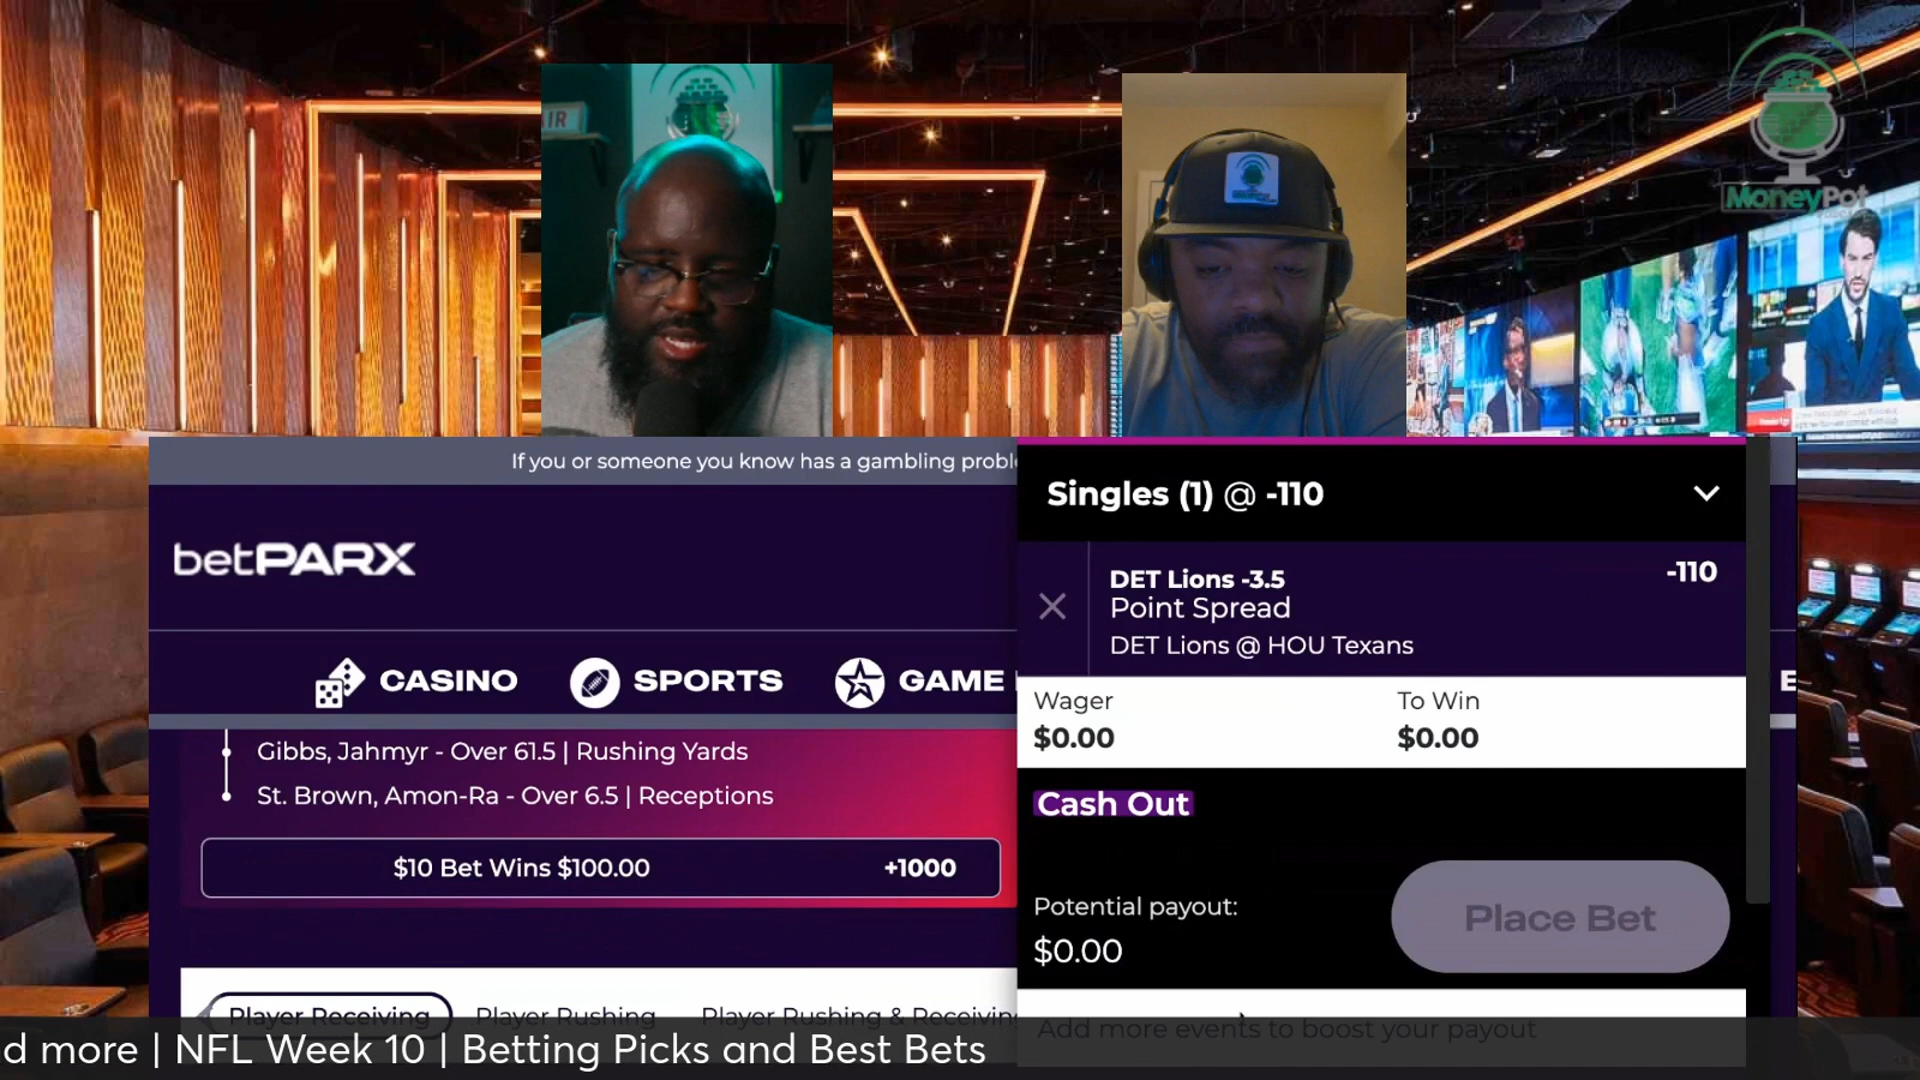 IR
MoneyPot
If you or someone you know has a gambling
Singles (1) @ -110
betPARX
DET Lions -3.5
-110
Point Spread
DET Lions @ HOU Texans
CASINO
SPORTS
GAME
Wager
To Win
$0.00
$0.00
Gibbs, Jahmyr - Over 61.5 | Rushing Yards
St. Brown, Amon-Ra - Over 6.5 | Receptions
Cash Out
$10 Bet Wins $100.00
+1000
Potential payout:
$0.00
Place Bet
Player Receiving
Player Rushing
Player Rushing & Receiving
Add more events to boost your payout
d more | NFL Week 10 | Betting Picks and Best Bets